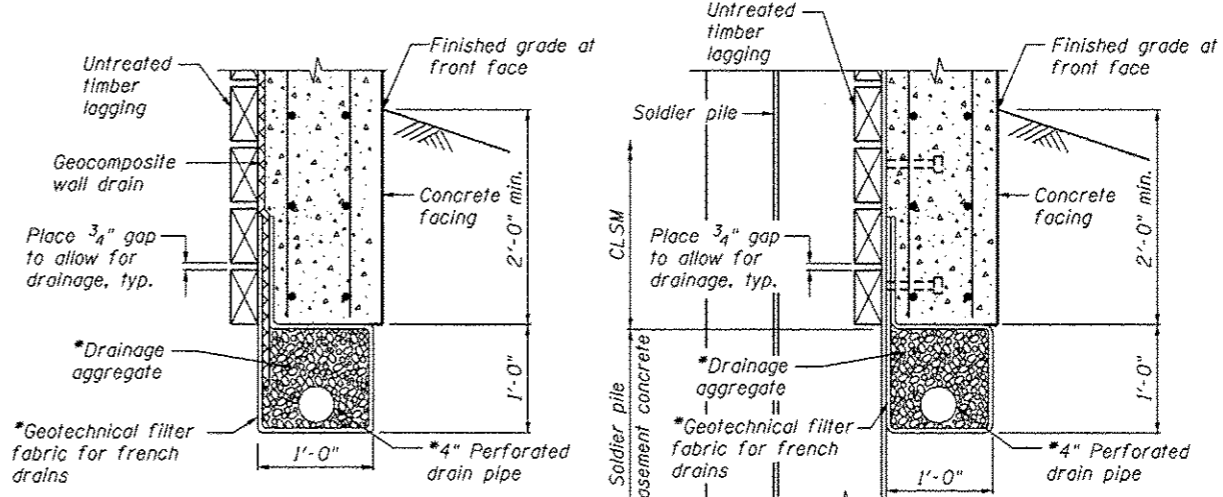 Untreated
timber
lagging
Finished grade at
front face
Geocomposite
wall drain
Concrete
facing
2'-0" min.
Place 3/4" gap
to allow for
drainage, typ.
*Drainage
aggregate
1'-0"
*Geotechnical filter
fabric for french
drains
1'-0"
*4" Perforated
drain pipe
Untreated
timber
lagging
Finished grade at
front face
Soldier pile
CLSM
Concrete
facing
2'-0" min.
Place 3/4" gap
to allow for
drainage, typ.
*Drainage
aggregate
1'-0"
Soldier pile
concrete
*Geotechnical filter
fabric for french
drains
1'-0"
*4" Perforated
drain pipe